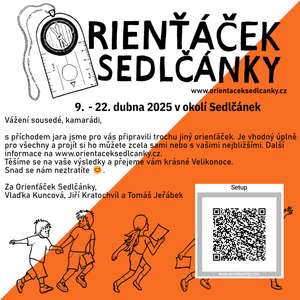 ORIENŤÁČEK
SEDLČÁNKY
www.orientaceksedlcanky.cz
9. - 22. dubna 2025 v okolí Sedlčánek
Vážení sousedé, kamarádi,
s příchodem jara jsme pro vás připravili trochu jiný orienťáček. Je vhodný úplně
pro všechny a projít si ho můžete zcela sami nebo s vašimi nejbližšími. Další
informace na www.orientaceksedlcanky.cz.
Těšíme se na vaše výsledky a přejeme vám krásné Velikonoce.
Snad se nám neztratíte 😊.
Za Orienťáček Sedlčánky,
Vlaďka Kuncová, Jiří Kratochvíl a Tomáš Jeřábek
Setup